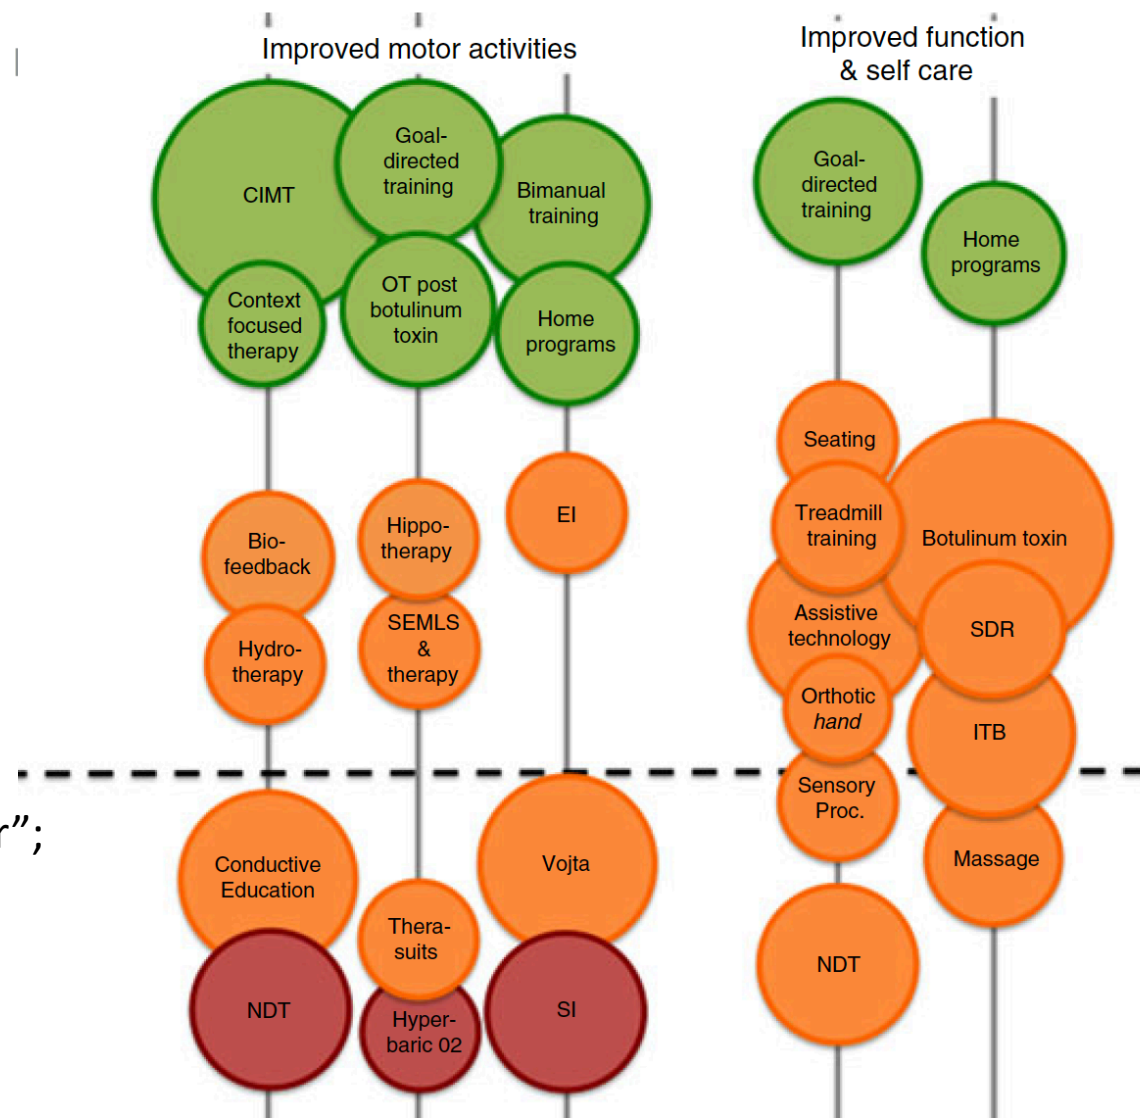 Improved motor activities
Improved function
& self care
CIMT
Goal-
directed
training
Bimanual
training
Context
focused
therapy
OT post
botulinum
toxin
Home
programs
Bio-
feedback
Hippo-
therapy
EI
Hydro-
therapy
SEMLS
&
therapy
Conductive
Education
Thera-
suits
Vojta
NDT
Hyper-
baric 02
SI
Goal-
directed
training
Home
programs
Seating
Treadmill
training
Botulinum toxin
Assistive
technology
SDR
Orthotic
hand
ITB
Sensory
Proc.
Massage
NDT
r”;